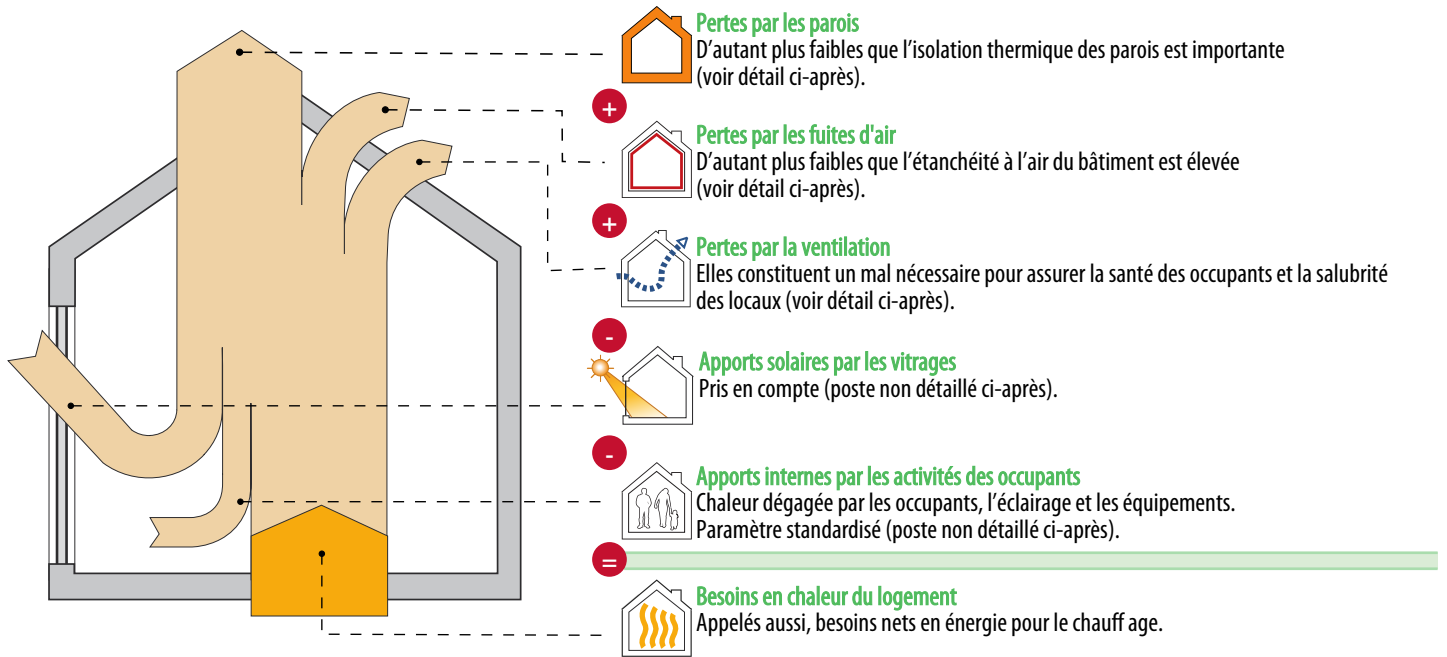 Pertes par les parois
D'autant plus faibles que l'isolation thermique des parois est importante
(voir détail ci-après).
+
Pertes par les fuites d'air
D'autant plus faibles que l'étanchéité à l'air du bâtiment est élevée
(voir détail ci-après).
+
Pertes par la ventilation
Elles constituent un mal nécessaire pour assurer la santé des occupants et la salubrité
des locaux (voir détail ci-après).
-
Apports solaires par les vitrages
Pris en compte (poste non détaillé ci-après).
-
Apports internes par les activités des occupants
Chaleur dégagée par les occupants, l'éclairage et les équipements.
Paramètre standardisé (poste non détaillé ci-après).
=
Besoins en chaleur du logement
Appelés aussi, besoins nets en énergie pour le chauff age.